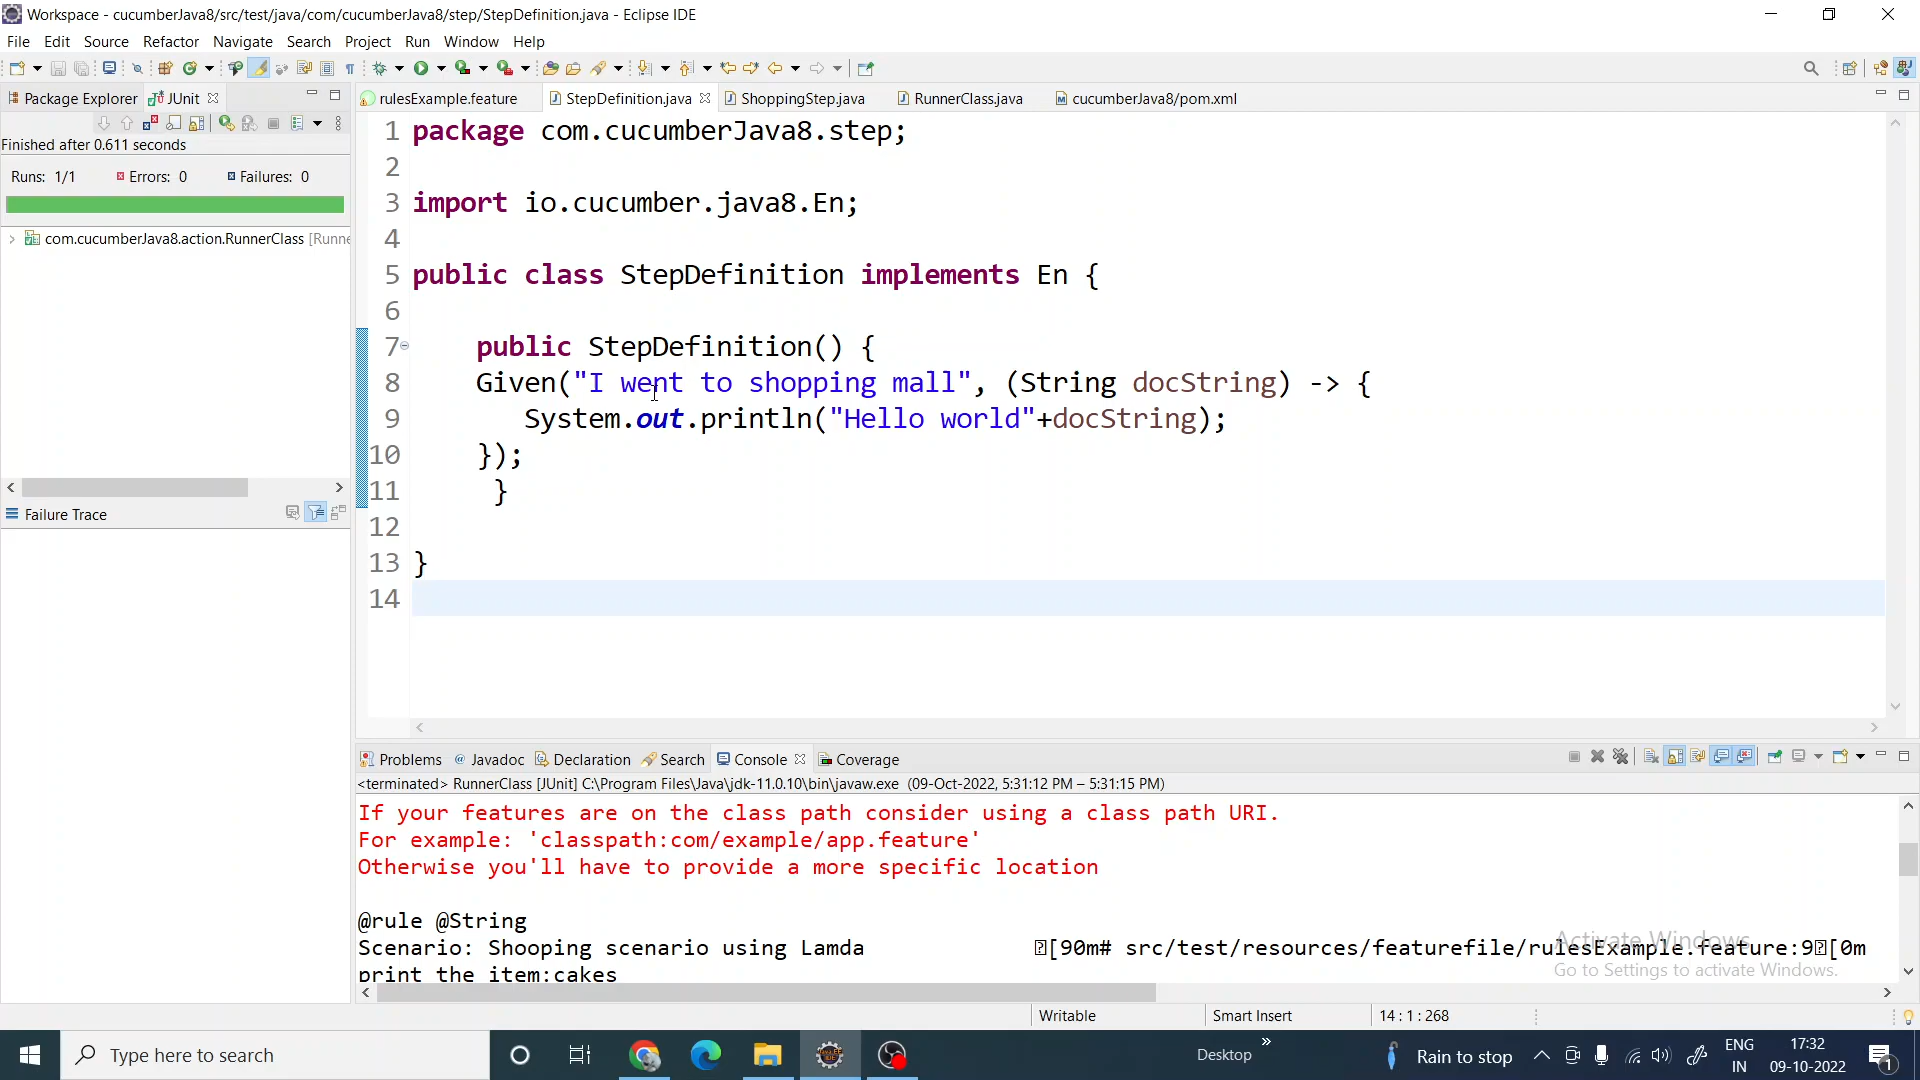 Workspace - cucumberJava8/src/test/java/com/cucumberJava8/step/StepDefinition.java - Eclipse IDE
File Edit Source Refactor Navigate Search Project Run Window Help
Package Explorer JUnit
rulesExample.feature StepDefinition.java ShoppingStep.java RunnerClass.java cucumberJava8/pom.xml
Finished after 0.611 seconds
Runs: 1/1 Errors: 0 Failures: 0
com.cucumberJava8.action.RunnerClass [Runne
Failure Trace
1 package com.cucumberJava8.step;
2
3 import io.cucumber.java8.En;
4
5 public class StepDefinition implements En {
6
7 public StepDefinition() {
8 Given("I went to shopping mall", (String docString) -> {
9 System.out.println("Hello world"+docString);
10 });
11 }
12
13 }
14
Problems @ Javadoc Declaration Search Console Coverage
<terminated> RunnerClass [JUnit] C:\Program Files\Java\jdk-11.0.10\bin\javaw.exe (09-Oct-2022, 5:31:12 PM – 5:31:15 PM)
If your features are on the class path consider using a class path URI.
For example: 'classpath:com/example/app.feature'
Otherwise you'll have to provide a more specific location
@rule @String
Scenario: Shooping scenario using Lamda [90m# src/test/resources/featurefile/rulesExample.feature:9[0m
print the item:cakes
Activate Windows
Go to Settings to activate Windows.
Writable Smart Insert 14 : 1 : 268
Type here to search
Desktop
Rain to stop
ENG
IN
17:32
09-10-2022
1